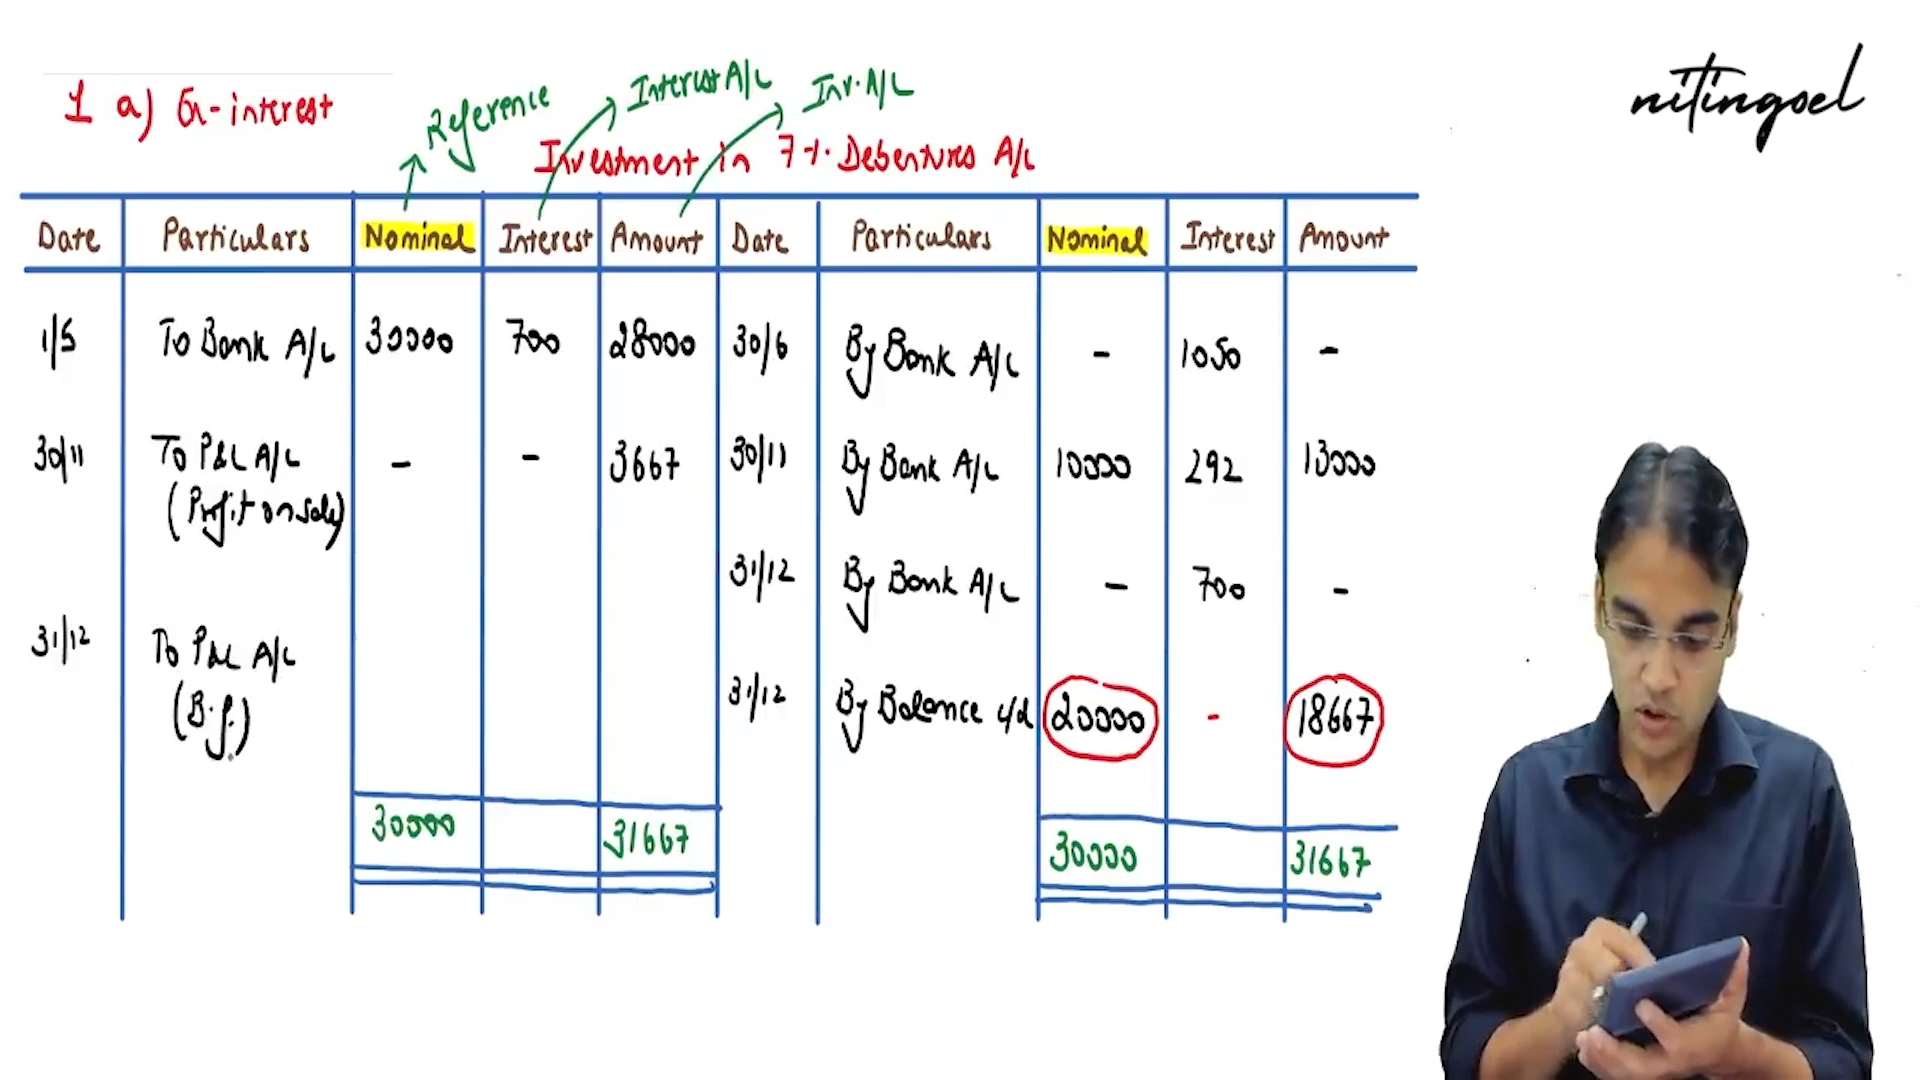 nitingoel
1 a) Ex-interest
Reference
Interest A/c
Inv. A/c
Investment in 7% Debentures A/c
Date Particulars Nominal Interest Amount Date Particulars Nominal Interest Amount
1/5 To Bank A/c 30000 700 28000 30/6 By Bank A/c - 1050 -
30/11 To P&L A/c - - 3667 30/11 By Bank A/c 10000 292 13000
(Profit on sale)
31/12 By Bank A/c - 700 -
31/12 To P&L A/c
(B.f.)
31/12 By Balance c/d 20000 - 18667
30000 31667 30000 31667